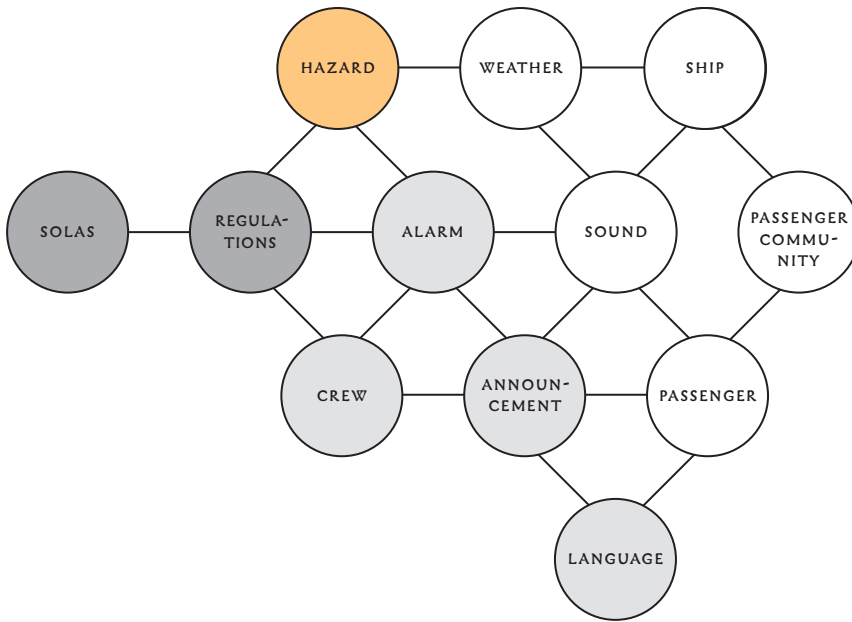 HAZARD
WEATHER
SHIP
SOLAS
REGULA-
TIONS
ALARM
SOUND
PASSENGER
COMMU-
NITY
CREW
ANNOUN-
CEMENT
PASSENGER
LANGUAGE